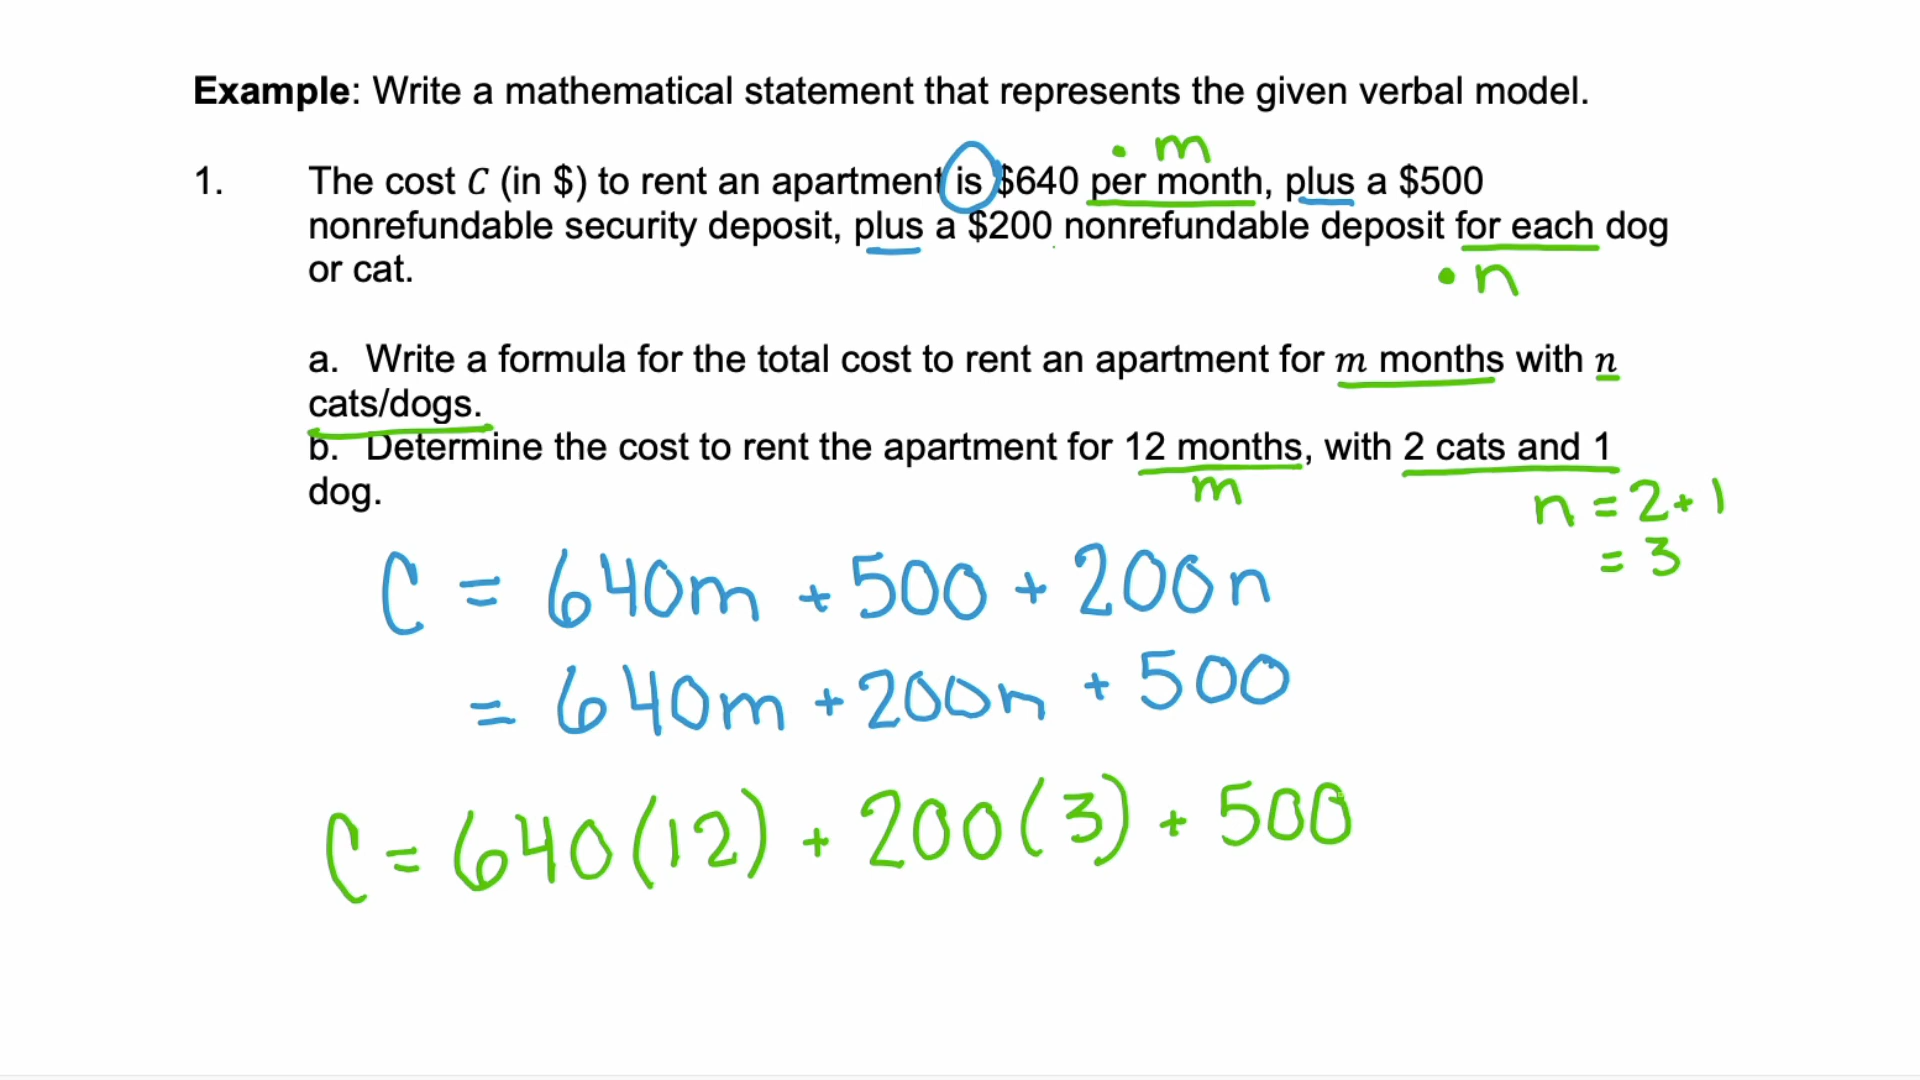 Example: Write a mathematical statement that represents the given verbal model.
· m
1. The cost C (in $) to rent an apartment is $640 per month, plus a $500
nonrefundable security deposit, plus a $200 nonrefundable deposit for each dog
or cat.
· n
a. Write a formula for the total cost to rent an apartment for m months with n
cats/dogs.
b. Determine the cost to rent the apartment for 12 months, with 2 cats and 1
dog.
m
n = 2 + 1
= 3
C = 640m + 500 + 200n
= 640m + 200n + 500
C = 640(12) + 200(3) + 500